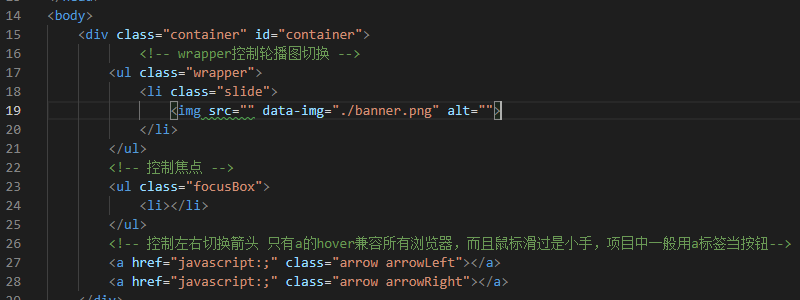 14 <body>
15 <div class="container" id="container">
16 <!-- wrapper控制轮播图切换 -->
17 <ul class="wrapper">
18 <li class="slide">
19 <img src="" data-img="./banner.png" alt="">
20 </li>
21 </ul>
22 <!-- 控制焦点 -->
23 <ul class="focusBox">
24 <li></li>
25 </ul>
26 <!-- 控制左右切换箭头 只有a的hover兼容所有浏览器，而且鼠标滑过是小手，项目中一般用a标签当按钮-->
27 <a href="javascript:;" class="arrow arrowLeft"></a>
28 <a href="javascript:;" class="arrow arrowRight"></a>